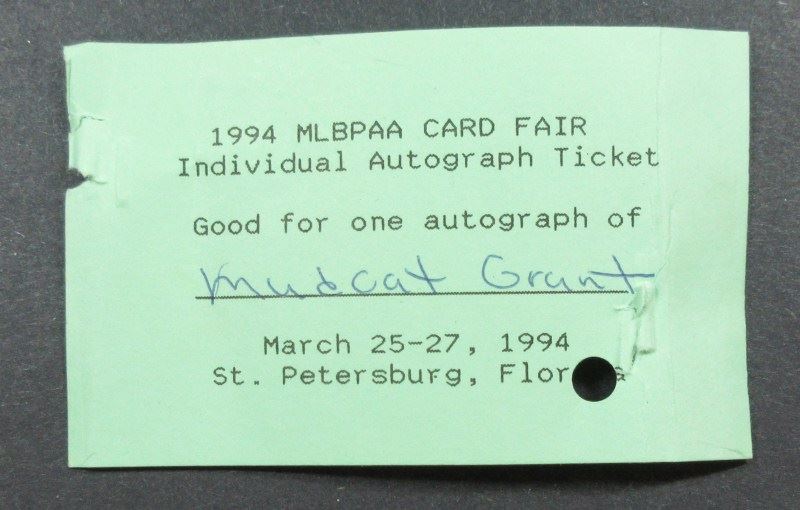 1994 MLBPAA CARD FAIR
Individual Autograph Ticket
Good for one autograph of
Mudcat Grant
March 25-27, 1994
St. Petersburg, Flor a